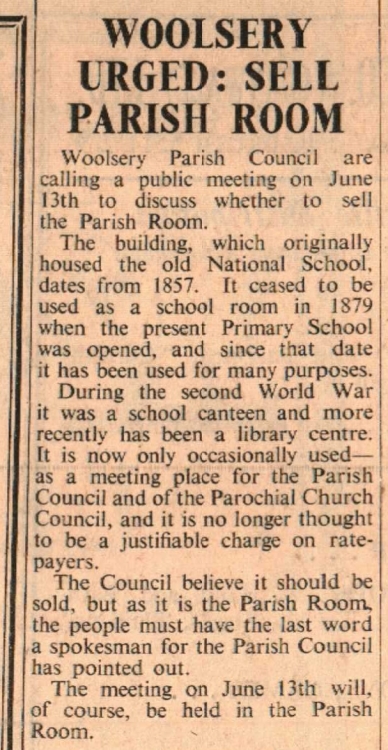 WOOLSERY
URGED: SELL
PARISH ROOM
Woolsery Parish Council are
calling a public meeting on June
13th to discuss whether to sell
the Parish Room.
The building, which originally
housed the old National School,
dates from 1857. It ceased to be
used as a school room in 1879
when the present Primary School
was opened, and since that date
it has been used for many purposes.
During the second World War
it was a school canteen and more
recently has been a library centre.
It is now only occasionally used—
as a meeting place for the Parish
Council and of the Parochial Church
Council, and it is no longer thought
to be a justifiable charge on rate-
payers.
The Council believe it should be
sold, but as it is the Parish Room,
the people must have the last word
a spokesman for the Parish Council
has pointed out.
The meeting on June 13th will,
of course, be held in the Parish
Room.